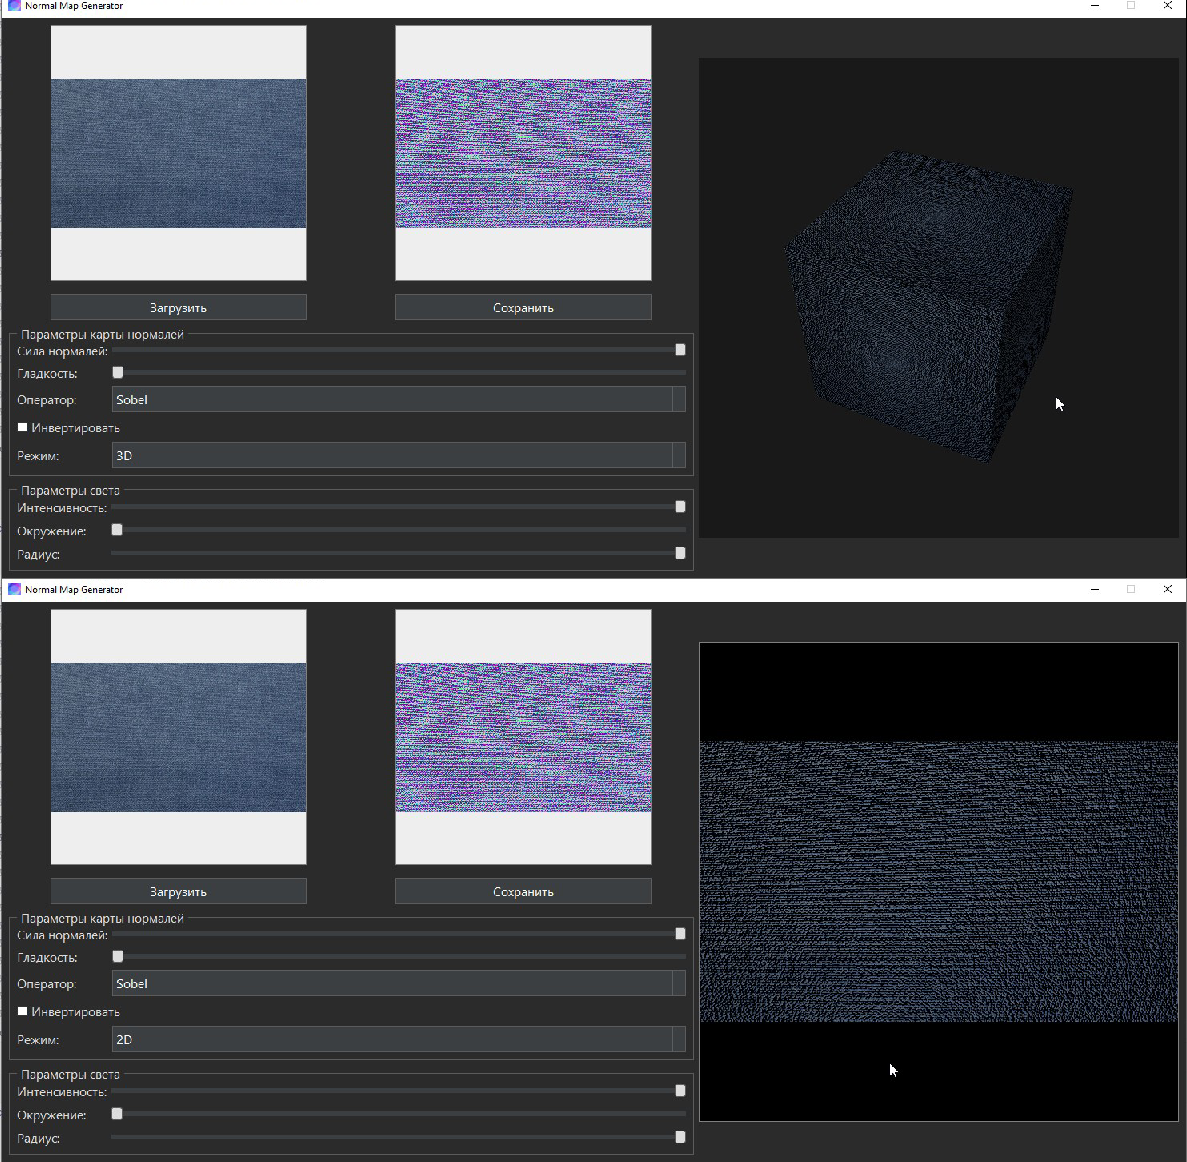 Normal Map Generator
Загрузить
Сохранить
Параметры карты нормалей
Сила нормалей:
Гладкость:
Оператор:
Sobel
Инвертировать
Режим:
3D
Параметры света
Интенсивность:
Окружение:
Радиус:
Normal Map Generator
Загрузить
Сохранить
Параметры карты нормалей
Сила нормалей:
Гладкость:
Оператор:
Sobel
Инвертировать
Режим:
2D
Параметры света
Интенсивность:
Окружение:
Радиус: